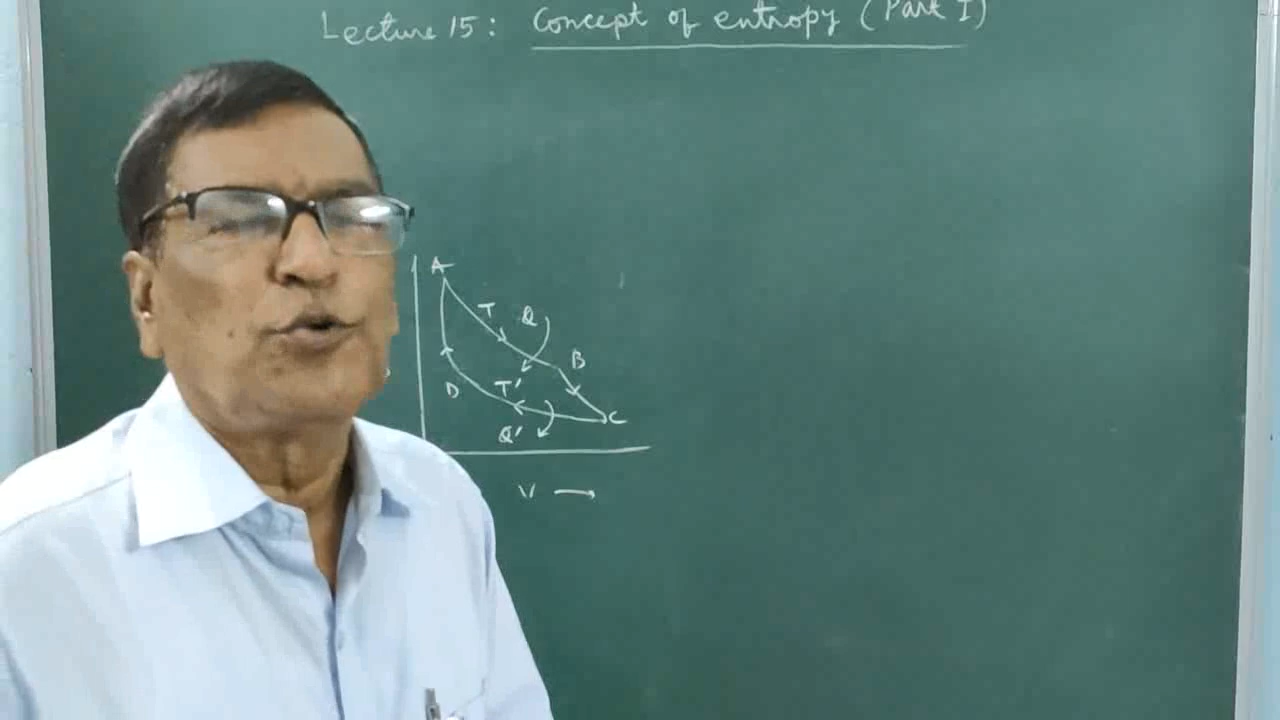 Lecture 15: Concept of entropy (Part I)
A
T Q
B
T'
D
C
Q'
V →